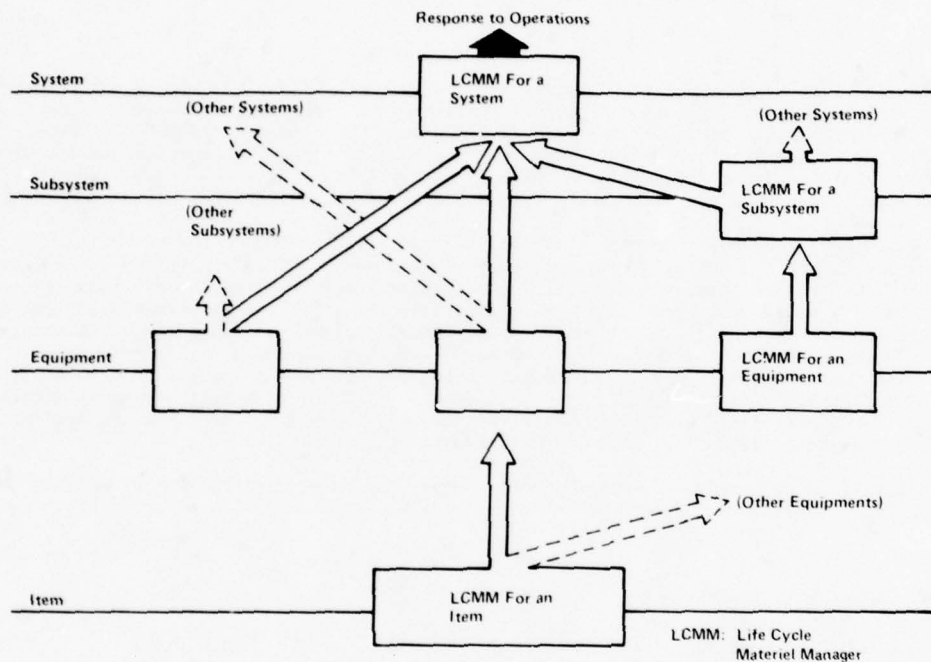 Response to Operations
System
LCMM For a
System
(Other Systems)
(Other Systems)
Subsystem
LCMM For a
Subsystem
(Other
Subsystems)
Equipment
LCMM For an
Equipment
(Other Equipments)
Item
LCMM For an
Item
LCMM: Life Cycle
Materiel Manager